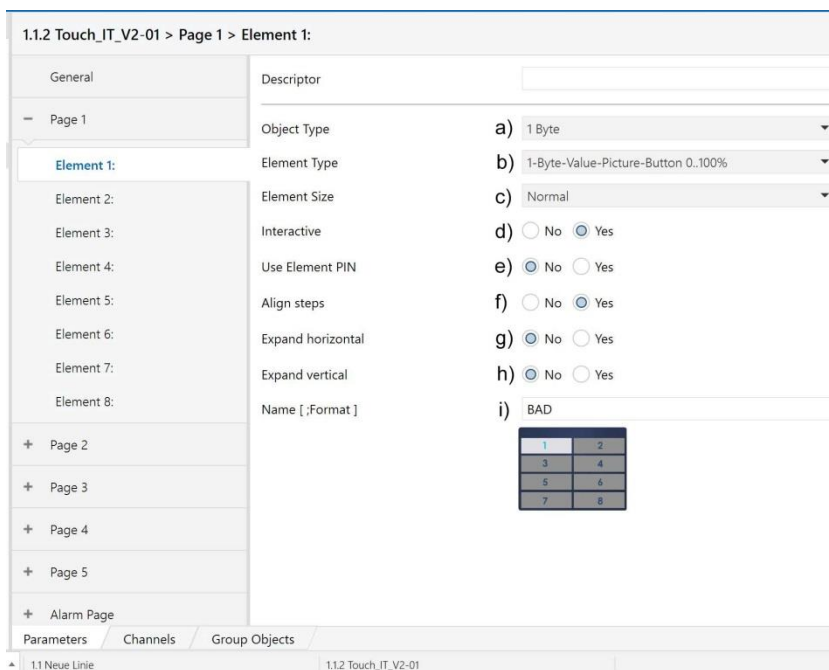 1.1.2 Touch_IT_V2-01 > Page 1 > Element 1:
General
− Page 1
Element 1:
Element 2:
Element 3:
Element 4:
Element 5:
Element 6:
Element 7:
Element 8:
+ Page 2
+ Page 3
+ Page 4
+ Page 5
+ Alarm Page
Descriptor
Object Type a) 1 Byte
Element Type b) 1-Byte-Value-Picture-Button 0..100%
Element Size c) Normal
Interactive d) No Yes
Use Element PIN e) No Yes
Align steps f) No Yes
Expand horizontal g) No Yes
Expand vertical h) No Yes
Name [ ;Format ] i) BAD
1 2
3 4
5 6
7 8
Parameters / Channels / Group Objects
1.1 Neue Linie 1.1.2 Touch_IT_V2-01